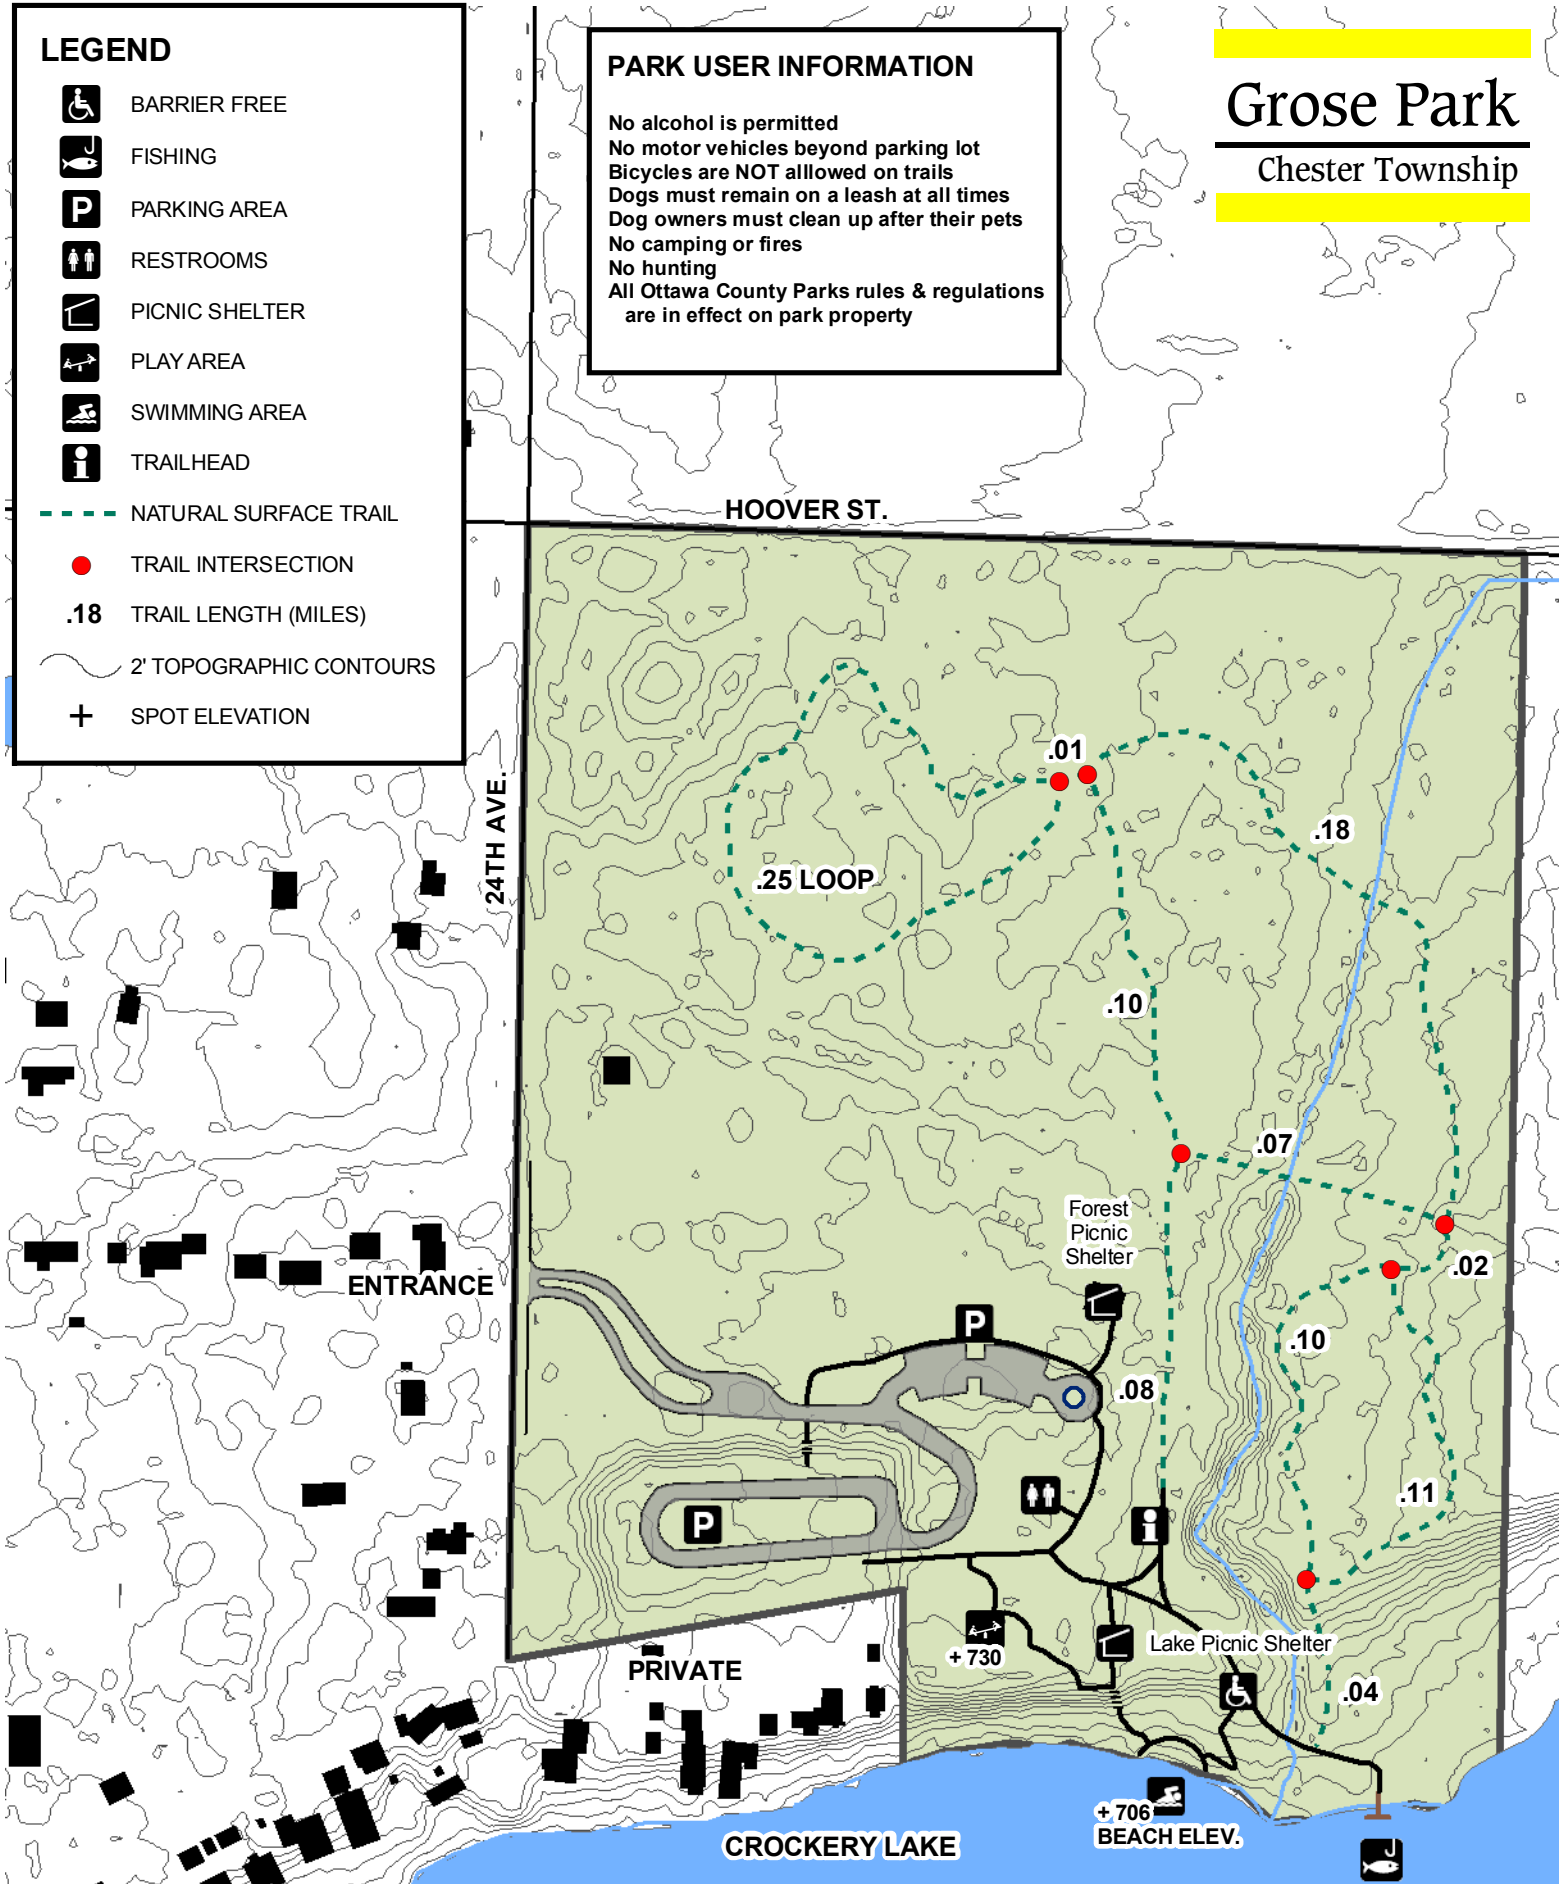 LEGEND
BARRIER FREE
FISHING
P
PARKING AREA
RESTROOMS
PICNIC SHELTER
PLAY AREA
SWIMMING AREA
i
TRAILHEAD
NATURAL SURFACE TRAIL
TRAIL INTERSECTION
.18 TRAIL LENGTH (MILES)
2' TOPOGRAPHIC CONTOURS
+ SPOT ELEVATION
PARK USER INFORMATION
No alcohol is permitted
No motor vehicles beyond parking lot
Bicycles are NOT alllowed on trails
Dogs must remain on a leash at all times
Dog owners must clean up after their pets
No camping or fires
No hunting
All Ottawa County Parks rules & regulations
are in effect on park property
Grose Park
Chester Township
HOOVER ST.
24TH AVE.
.01
.18
.25 LOOP
.10
.07
Forest
Picnic
Shelter
.02
ENTRANCE
P
.10
.08
.11
P
i
Lake Picnic Shelter
+ 730
PRIVATE
.04
+ 706
BEACH ELEV.
CROCKERY LAKE